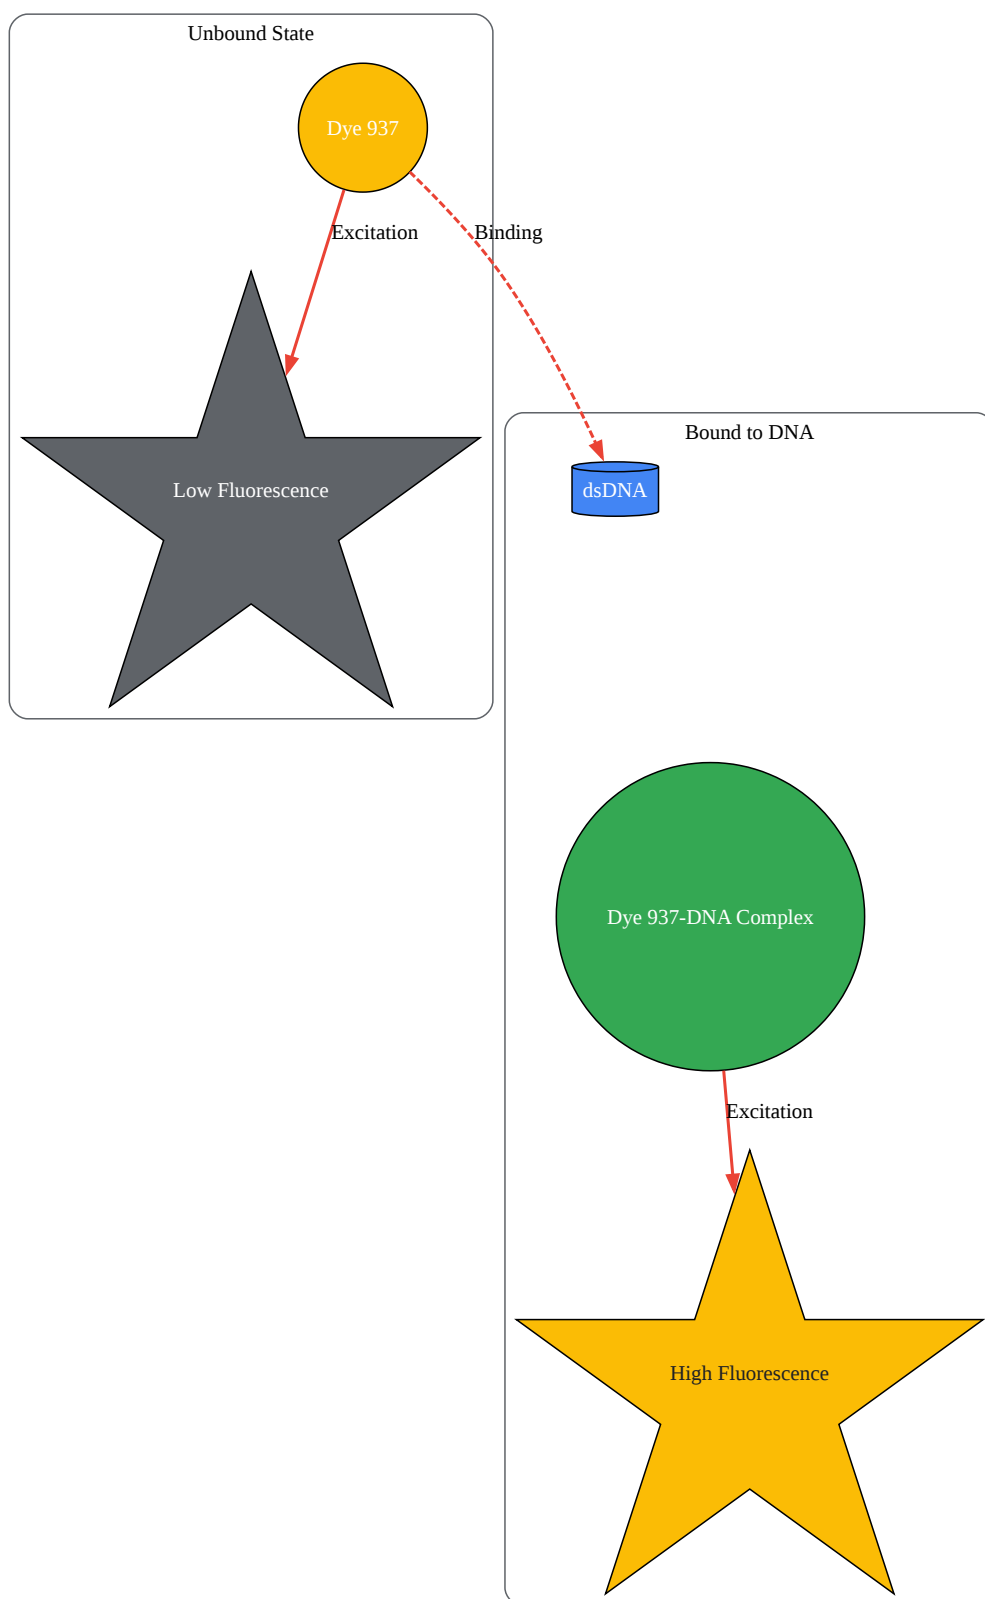 Unbound State
Dye 937
Excitation
Binding
Low Fluorescence
Bound to DNA
dsDNA
Dye 937-DNA Complex
Excitation
High Fluorescence